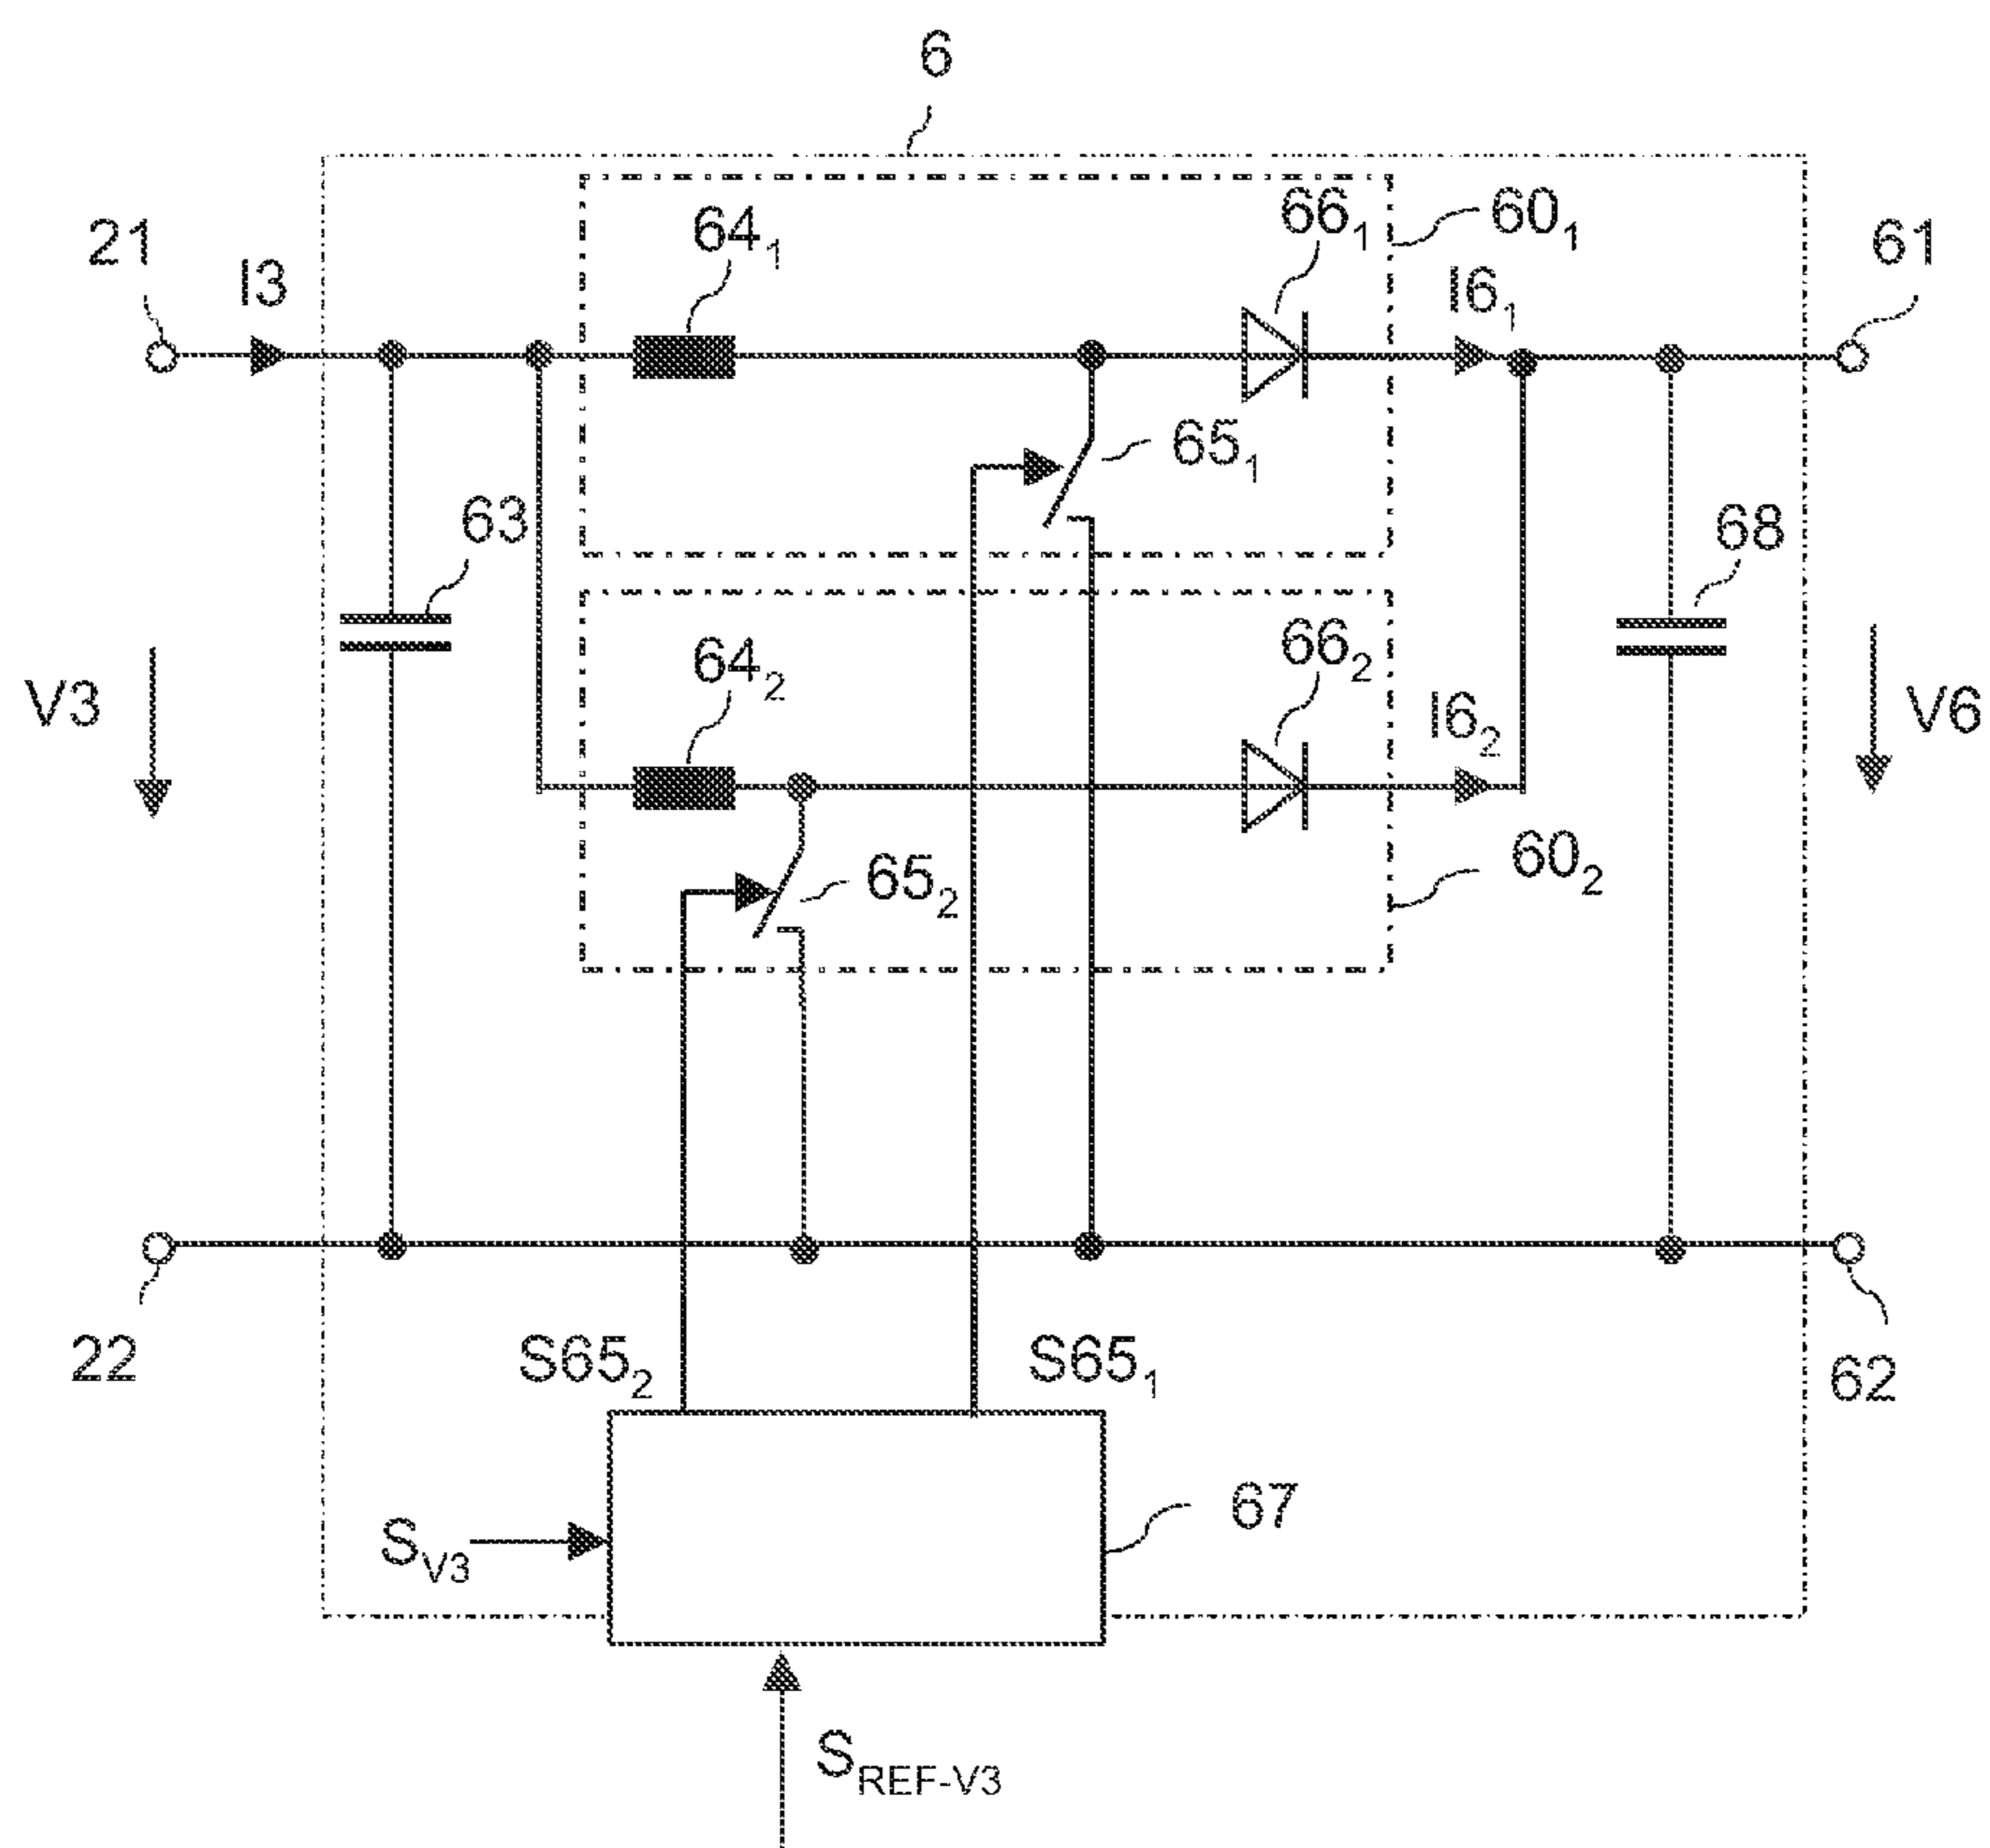 6
21
I3
64₁
66₁
60₁
I6₁
61
65₁
63
68
V3
64₂
66₂
I6₂
V6
65₂
60₂
22
S65₂
S65₁
62
S_V3
67
S_REF-V3